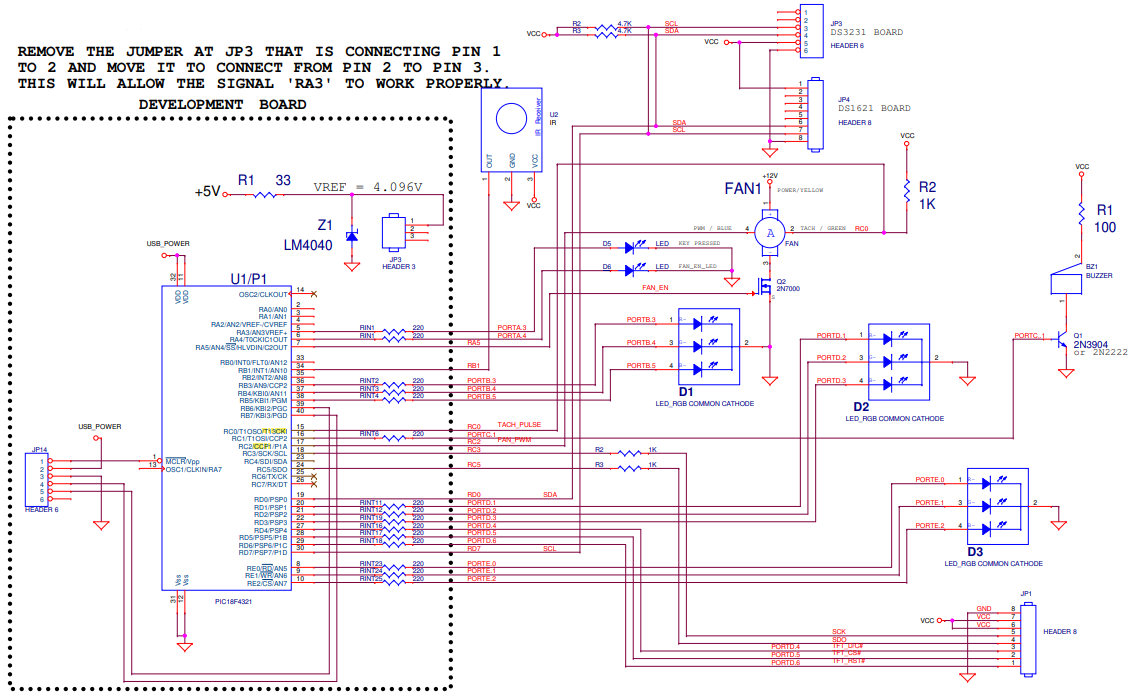 REMOVE THE JUMPER AT JP3 THAT IS CONNECTING PIN 1
TO 2 AND MOVE IT TO CONNECT FROM PIN 2 TO PIN 3.
THIS WILL ALLOW THE SIGNAL 'RA3' TO WORK PROPERLY.
DEVELOPMENT BOARD
+5V
R1 33
VREF = 4.096V
Z1
LM4040
1
2
3
JP3
HEADER 3
USB_POWER
32
11
VDD
VDD
U1/P1
OSC2/CLKOUT 14
RA0/AN0 2
RA1/AN1 3
RA2/AN2/VREF-/CVREF 4
RA3/AN3/VREF+ 5
RA4/T0CKIC1OUT 6
RA5/AN4/SS/HLVDIN/C2OUT 7
RB0/INT0/FLT0/AN12 33
RB1/INT1/AN10 34
RB2/INT2/AN8 35
RB3/AN9/CCP2 36
RB4/KBI0/AN11 37
RB5/KBI1/PGM 38
RB6/KBI2/PGC 39
RB7/KBI3/PGD 40
RC0/T1OSO/T13CKI 15
RC1/T1OSI/CCP2 16
RC2/CCP1/P1A 17
RC3/SCK/SCL 18
RC4/SDI/SDA 23
RC5/SDO 24
RC6/TX/CK 25
RC7/RX/DT 26
RD0/PSP0 19
RD1/PSP1 20
RD2/PSP2 21
RD3/PSP3 22
RD4/PSP4 27
RD5/PSP5/P1B 28
RD6/PSP6/P1C 29
RD7/PSP7/P1D 30
RE0/RD/AN5 8
RE1/WR/AN6 9
RE2/CS/AN7 10
1 MCLR/Vpp
13 OSC1/CLKIN/RA7
Vss
Vss
31
12
PIC18F4321
USB_POWER
JP14
1
2
3
4
5
6
HEADER 6
RIN1 220 PORTA.3
RIN1 220 PORTA.4
RA5
RB1
RINT2 220 PORTB.3
RINT3 220 PORTB.4
RINT4 220 PORTB.5
RC0 TACH_PULSE
RINT6 220 PORTC.1
RC2 FAN_PWM
RC3
RC5
RD0 SDA
RINT11 220 PORTD.1
RINT12 220 PORTD.2
220 PORTD.3
RINT16 220 PORTD.4
RINT17 220 PORTD.5
RINT18 220 PORTD.6
RD7 SCL
RINT23 220 PORTE.0
RINT24 220 PORTE.1
RINT25 220 PORTE.2
U2
IR
IR Receiver
OUT
GND
VCC
1
2
3
VCC
VCC
R2 4.7K SCL
R3 4.7K SDA
VCC
1
2
3
4
5
6
JP3
DS3231 BOARD
HEADER 6
1
2
3
4
5
6
7
8
JP4
DS1621 BOARD
HEADER 8
SDA
SCL
VCC
R2
1K
FAN1
+12V
POWER/YELLOW
1
PWM / BLUE 4
A
2 TACH / GREEN RC0
FAN
3
D5 LED KEY PRESSED
D6 LED FAN_EN_LED
FAN_EN
Q2
2N7000
PORTB.3 1
PORTB.4 3
PORTB.5 4
2
D1
LED_RGB COMMON CATHODE
PORTD.1 1
PORTD.2 3
PORTD.3 4
2
D2
LED_RGB COMMON CATHODE
VCC
R1
100
2
BZ1
BUZZER
1
PORTC..1
Q1
2N3904
or 2N2222
R2 1K
R3 1K
PORTE.0 1
PORTE.1 3
PORTE.2 4
2
D3
LED_RGB COMMON CATHODE
JP1
GND 8
VCC
VCC 7
VCC 6
SCK 5
SDO 4
PORTD.4 TFT_D/C# 3
PORTD.5 TFT_CS# 2
PORTD.6 TFT_RST# 1
HEADER 8